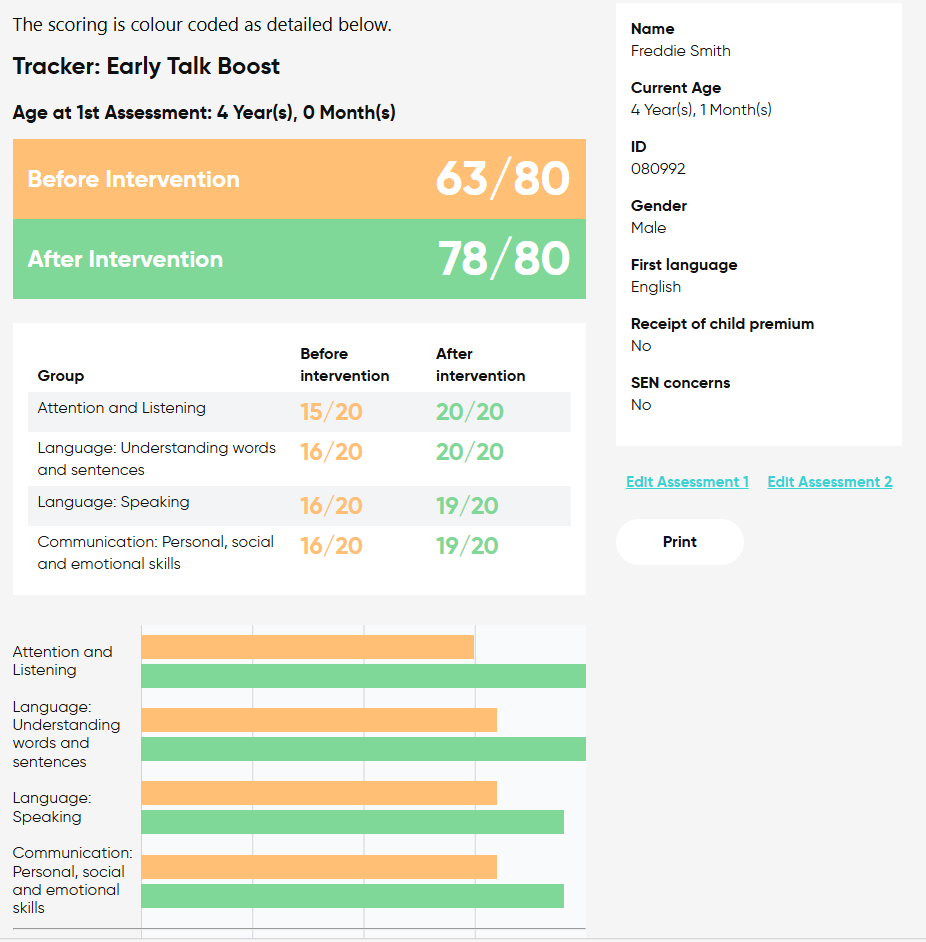 The scoring is colour coded as detailed below.
Tracker: Early Talk Boost
Age at 1st Assessment: 4 Year(s), 0 Month(s)
Before Intervention 63/80
After Intervention 78/80
Group Before intervention After intervention
Attention and Listening 15/20 20/20
Language: Understanding words 16/20 20/20
and sentences
Language: Speaking 16/20 19/20
Communication: Personal, social 16/20 19/20
and emotional skills
Attention and
Listening
Language:
Understanding
words and
sentences
Language:
Speaking
Communication:
Personal, social
and emotional
skills
Name
Freddie Smith
Current Age
4 Year(s), 1 Month(s)
ID
080992
Gender
Male
First language
English
Receipt of child premium
No
SEN concerns
No
Edit Assessment 1 Edit Assessment 2
Print